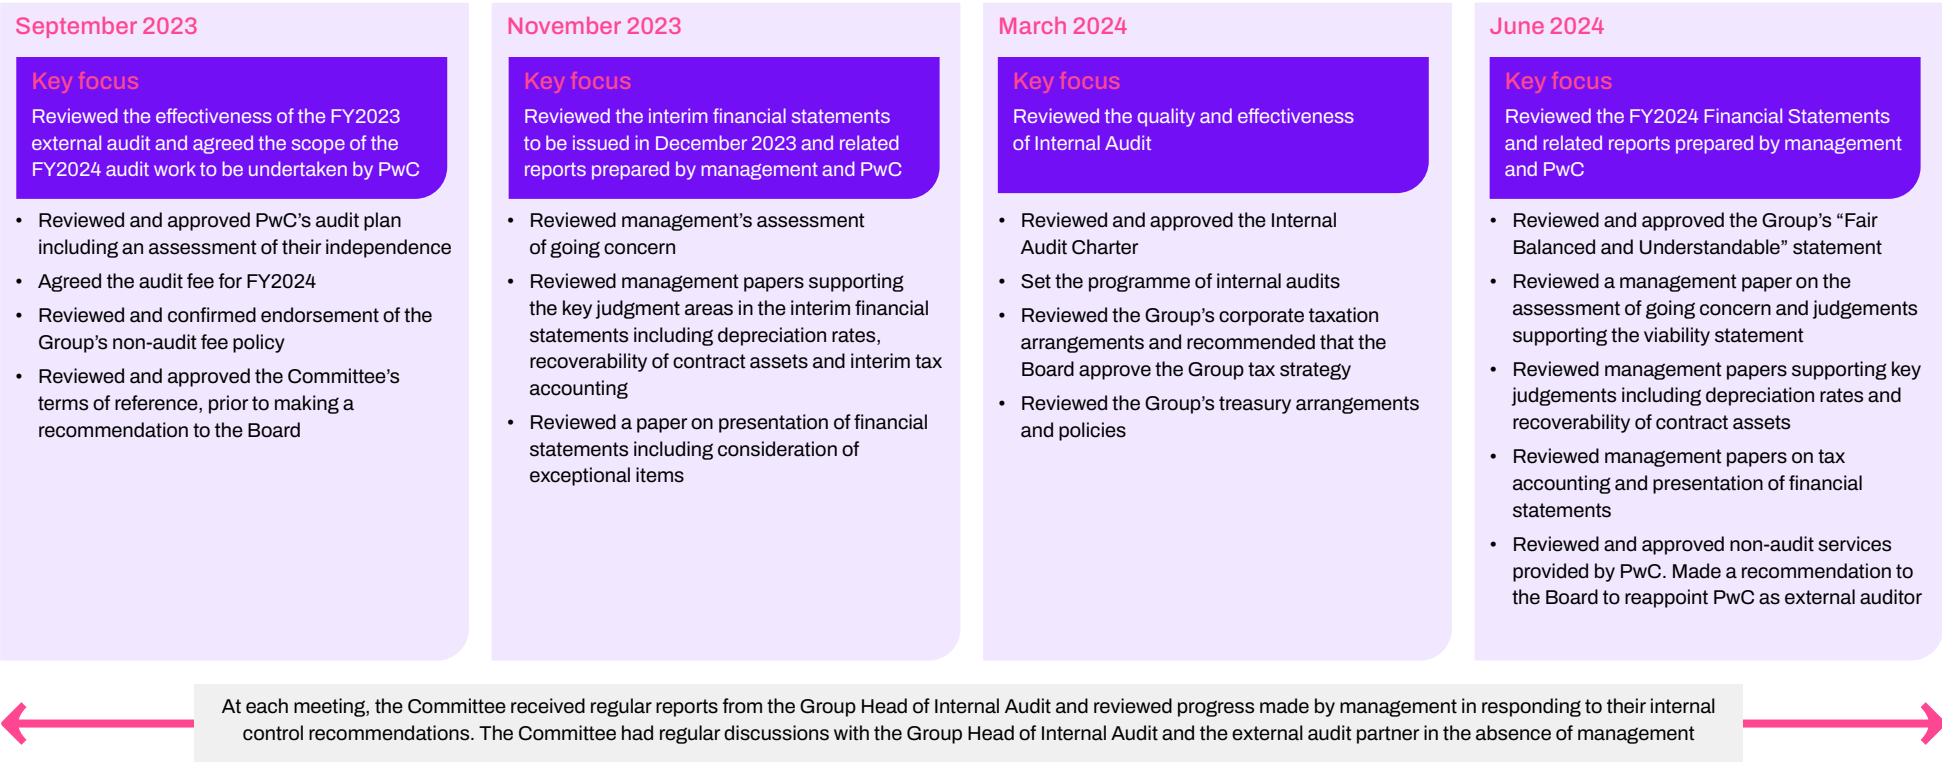 September 2023
Key focus
Reviewed the effectiveness of the FY2023
external audit and agreed the scope of the
FY2024 audit work to be undertaken by PwC
• Reviewed and approved PwC’s audit plan
including an assessment of their independence
• Agreed the audit fee for FY2024
• Reviewed and confirmed endorsement of the
Group’s non-audit fee policy
• Reviewed and approved the Committee’s
terms of reference, prior to making a
recommendation to the Board
November 2023
Key focus
Reviewed the interim financial statements
to be issued in December 2023 and related
reports prepared by management and PwC
• Reviewed management’s assessment
of going concern
• Reviewed management papers supporting
the key judgment areas in the interim financial
statements including depreciation rates,
recoverability of contract assets and interim tax
accounting
• Reviewed a paper on presentation of financial
statements including consideration of
exceptional items
March 2024
Key focus
Reviewed the quality and effectiveness
of Internal Audit
• Reviewed and approved the Internal
Audit Charter
• Set the programme of internal audits
• Reviewed the Group’s corporate taxation
arrangements and recommended that the
Board approve the Group tax strategy
• Reviewed the Group’s treasury arrangements
and policies
June 2024
Key focus
Reviewed the FY2024 Financial Statements
and related reports prepared by management
and PwC
• Reviewed and approved the Group’s “Fair
Balanced and Understandable” statement
• Reviewed a management paper on the
assessment of going concern and judgements
supporting the viability statement
• Reviewed management papers supporting key
judgements including depreciation rates and
recoverability of contract assets
• Reviewed management papers on tax
accounting and presentation of financial
statements
• Reviewed and approved non-audit services
provided by PwC. Made a recommendation to
the Board to reappoint PwC as external auditor
At each meeting, the Committee received regular reports from the Group Head of Internal Audit and reviewed progress made by management in responding to their internal
control recommendations. The Committee had regular discussions with the Group Head of Internal Audit and the external audit partner in the absence of management